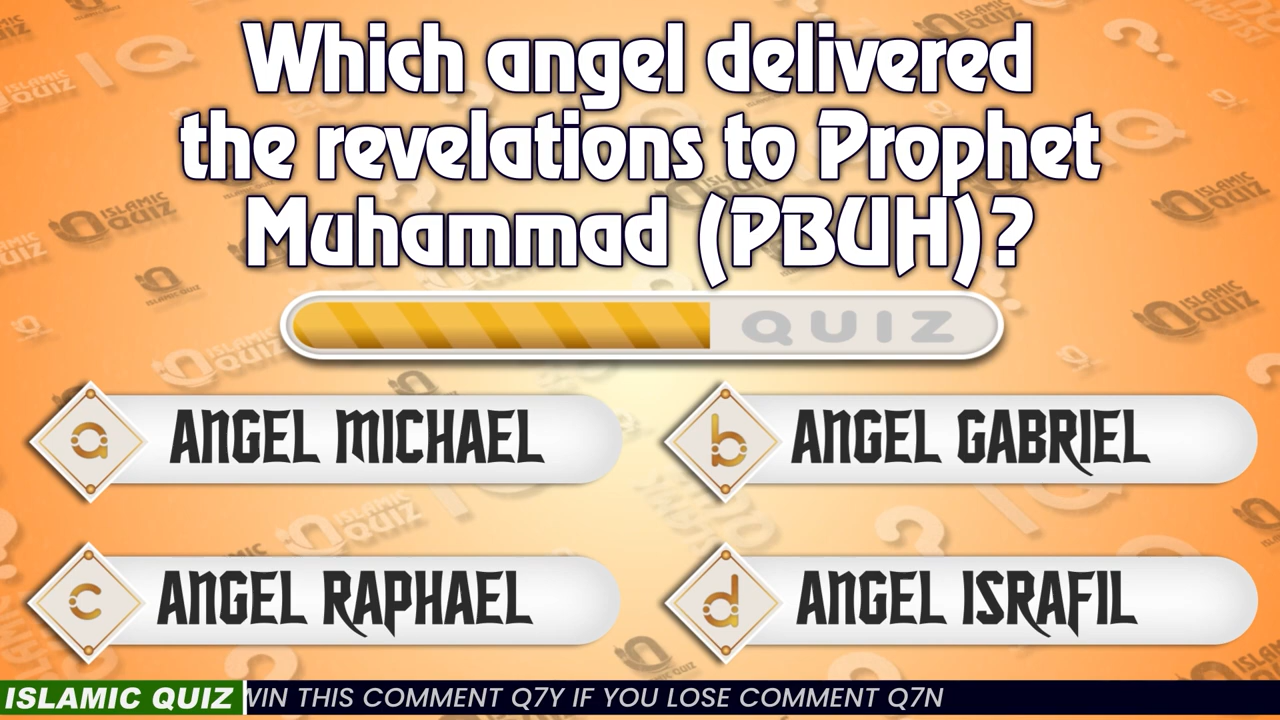 Which angel delivered
the revelations to Prophet
Muhammad (PBUH)?
QUIZ
a ANGEL MICHAEL
b ANGEL GABRIEL
c ANGEL RAPHAEL
d ANGEL ISRAFIL
ISLAMIC QUIZ WIN THIS COMMENT Q7Y IF YOU LOSE COMMENT Q7N